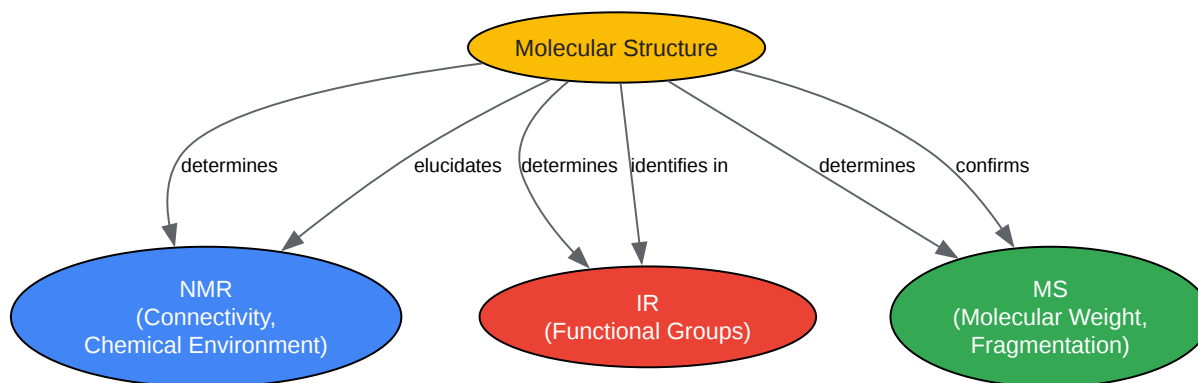 Molecular Structure
determines
elucidates
determines
identifies in
determines
confirms
NMR
(Connectivity,
Chemical Environment)
IR
(Functional Groups)
MS
(Molecular Weight,
Fragmentation)